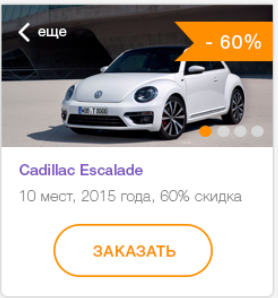 еще
- 60%
Cadillac Escalade
10 мест, 2015 года, 60% скидка
ЗАКАЗАТЬ